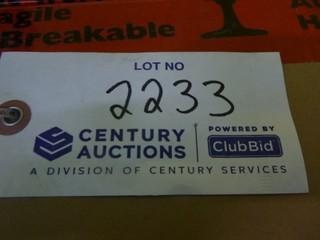 agile
Breakable
LOT NO
2233
CENTURY
AUCTIONS
POWERED BY
ClubBid
A DIVISION OF CENTURY SERVICES